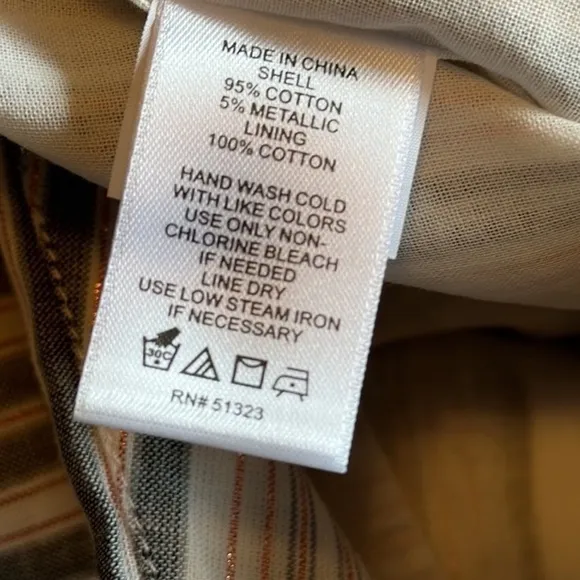 MADE IN CHINA
SHELL
95% COTTON
5% METALLIC
LINING
100% COTTON
HAND WASH COLD
WITH LIKE COLORS
USE ONLY NON-
CHLORINE BLEACH
IF NEEDED
LINE DRY
USE LOW STEAM IRON
IF NECESSARY
30C
RN# 51323